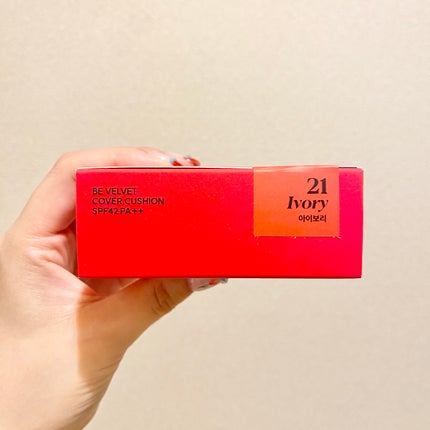 BE VELVET
COVER CUSHION
SPF42 PA++
21
Ivory
아이보리